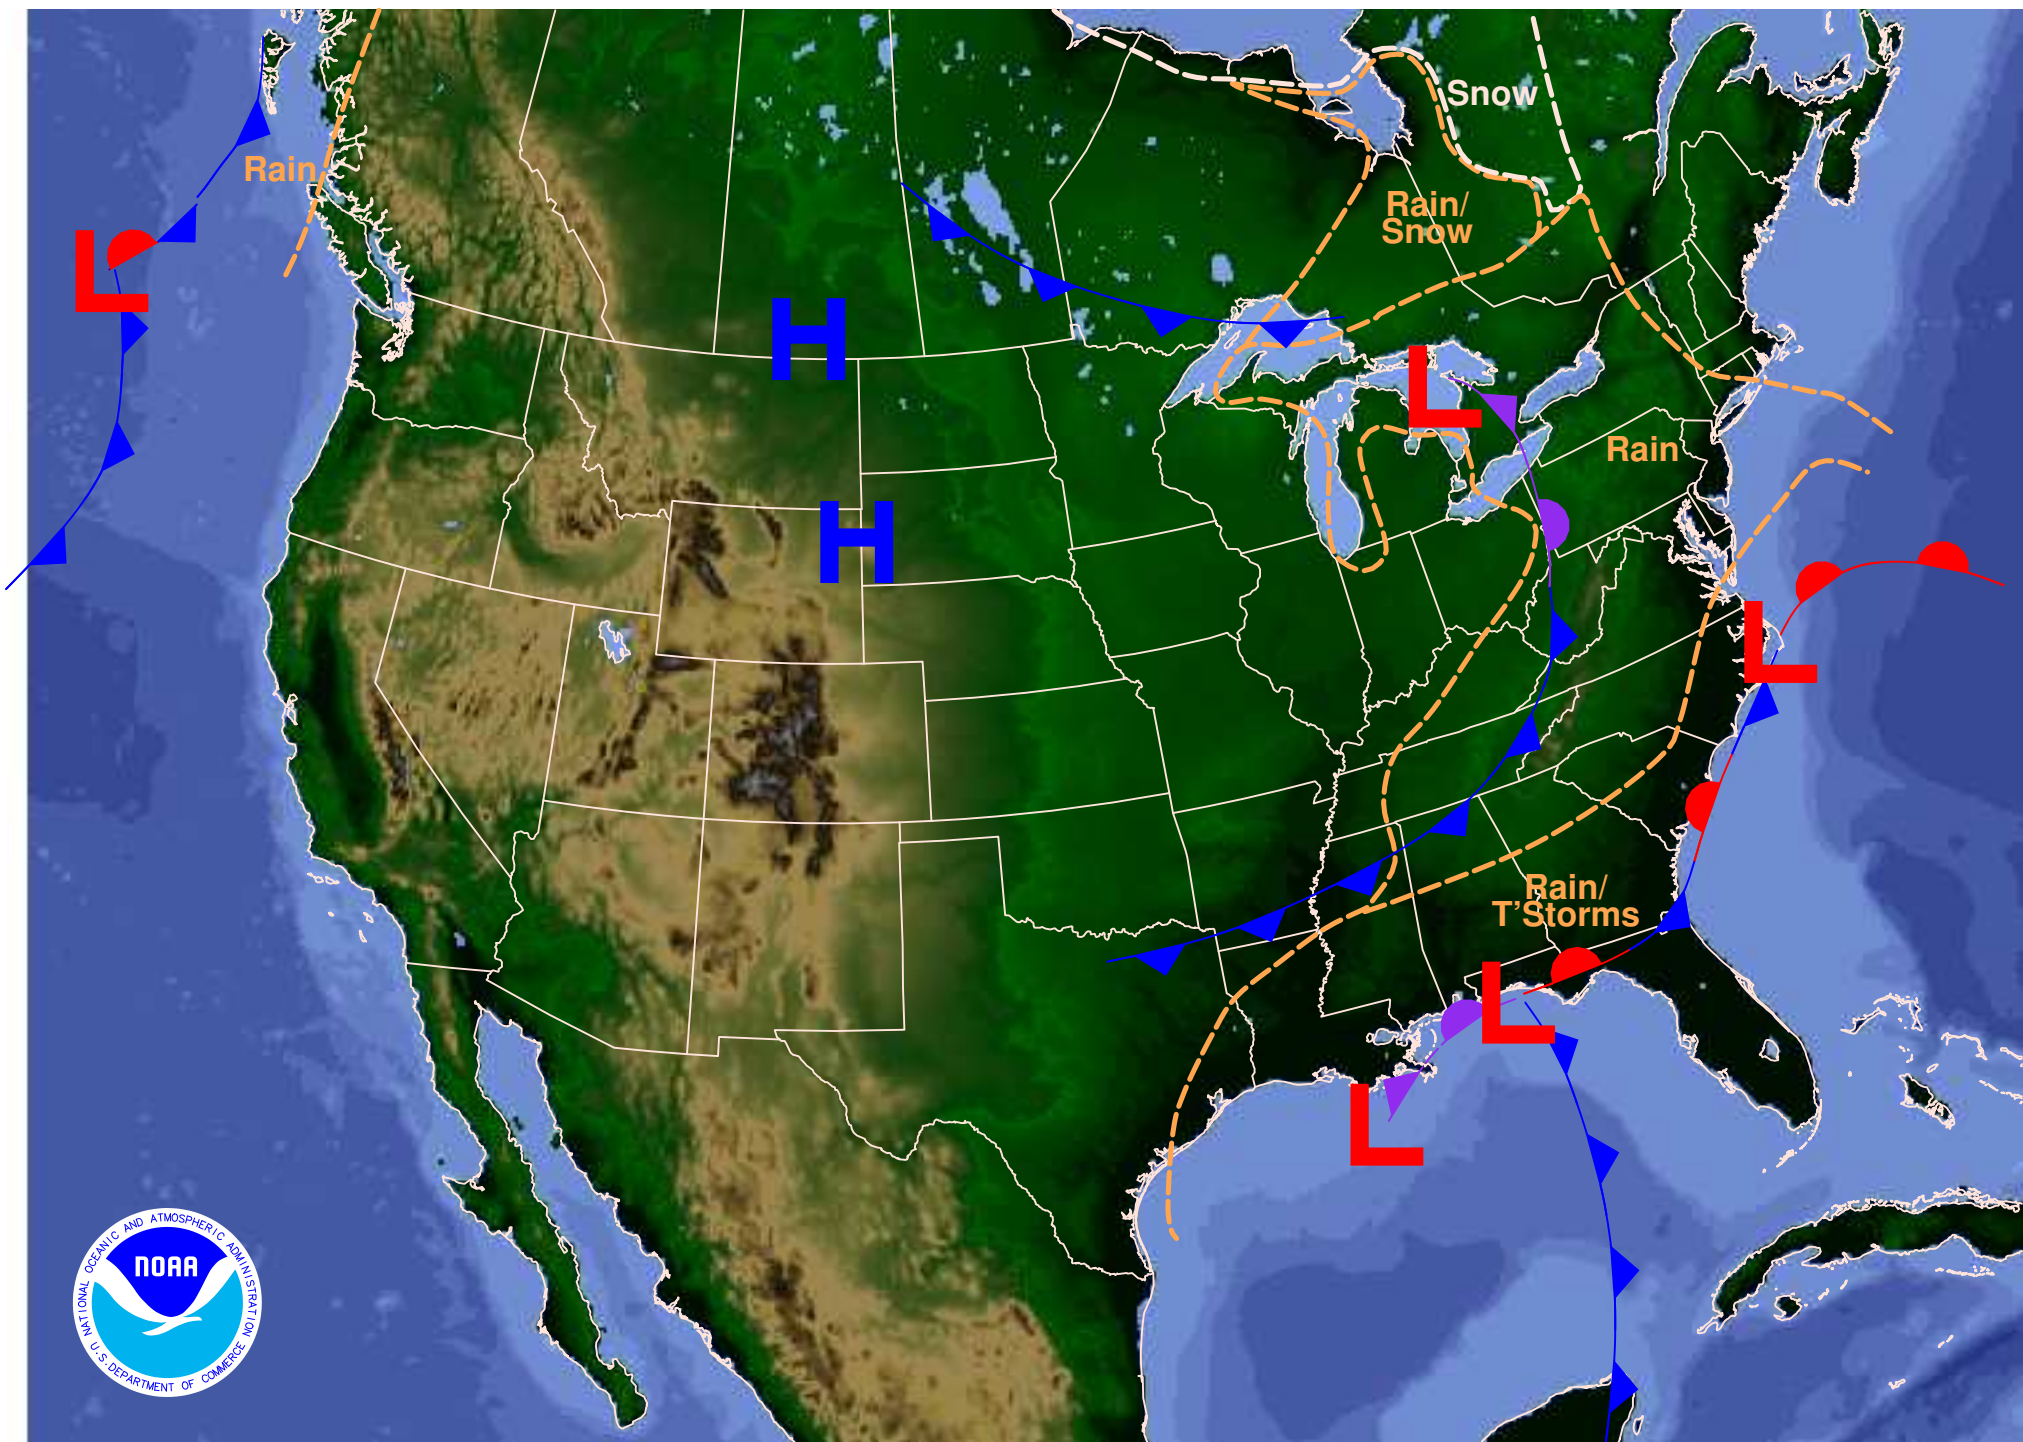 Snow
Rain
Rain/
Snow
H
L
L
Rain
H
L
Rain/
T'Storms
L
L
NATIONAL OCEANIC AND ATMOSPHERIC ADMINISTRATION
NOAA
U.S. DEPARTMENT OF COMMERCE